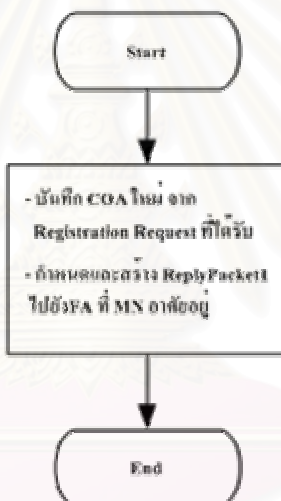 Start
- บันทึก COA ใหม่ จาก
Registration Request ที่ได้รับ
- กำหนดและสร้าง ReplyPacket1
ไปยังFA ที่ MN อาศัยอยู่
End